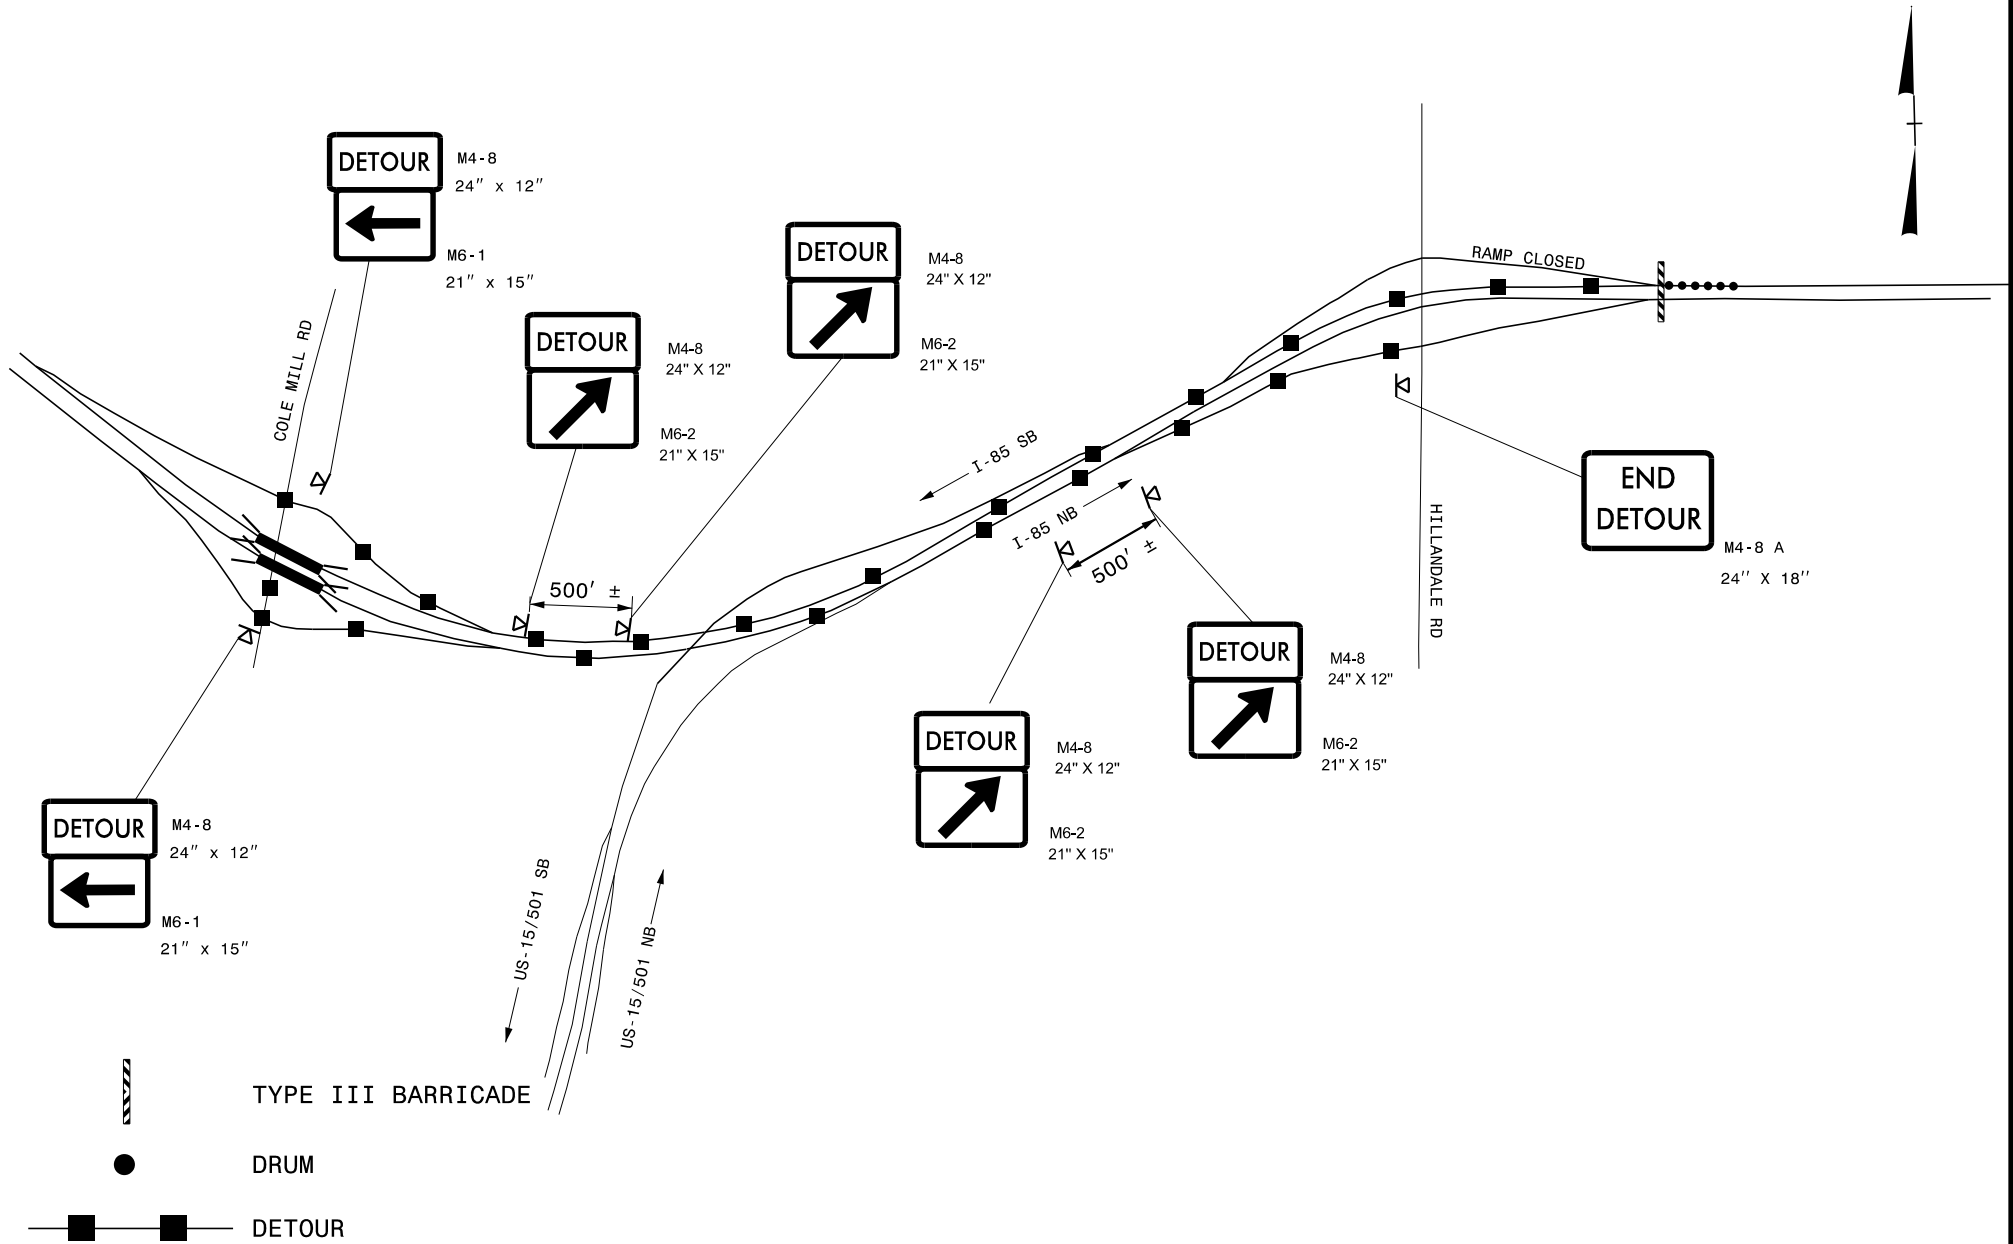 DETOUR
M4-8
24" x 12"
M6-1
21" x 15"
DETOUR
M4-8
24" X 12"
M6-2
21" X 15"
DETOUR
M4-8
24" X 12"
M6-2
21" X 15"
RAMP CLOSED
COLE MILL RD
I-85 SB
I-85 NB
500' ±
500' ±
HILLANDALE RD
END
DETOUR
M4-8 A
24" X 18"
DETOUR
M4-8
24" X 12"
M6-2
21" X 15"
DETOUR
M4-8
24" X 12"
M6-2
21" X 15"
DETOUR
M4-8
24" x 12"
M6-1
21" x 15"
US-15/501 SB
US-15/501 NB
TYPE III BARRICADE
DRUM
DETOUR